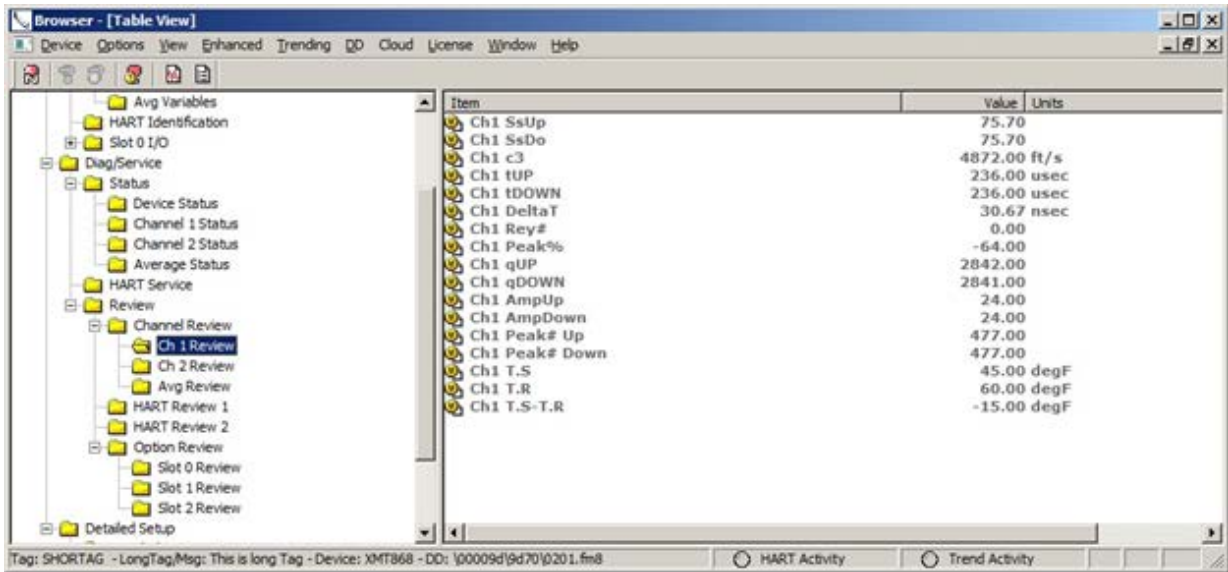 Browser - [Table View]
Device Options View Enhanced Trending DD Cloud License Window Help
Avg Variables
HART Identification
Slot 0 I/O
Diag/Service
Status
Device Status
Channel 1 Status
Channel 2 Status
Average Status
HART Service
Review
Channel Review
Ch 1 Review
Ch 2 Review
Avg Review
HART Review 1
HART Review 2
Option Review
Slot 0 Review
Slot 1 Review
Slot 2 Review
Detailed Setup
Item Value Units
Ch1 SsUp 75.70
Ch1 SsDo 75.70
Ch1 c3 4872.00 ft/s
Ch1 tUP 236.00 usec
Ch1 tDOWN 236.00 usec
Ch1 DeltaT 30.67 nsec
Ch1 Rey# 0.00
Ch1 Peak% -64.00
Ch1 qUP 2842.00
Ch1 qDOWN 2841.00
Ch1 AmpUp 24.00
Ch1 AmpDown 24.00
Ch1 Peak# Up 477.00
Ch1 Peak# Down 477.00
Ch1 T.S 45.00 degF
Ch1 T.R 60.00 degF
Ch1 T.S-T.R -15.00 degF
Tag: SHORTAG - LongTag/Msg: This is long Tag - Device: XMT868 - DD: \00009d\9d70\0201.fm8 HART Activity Trend Activity